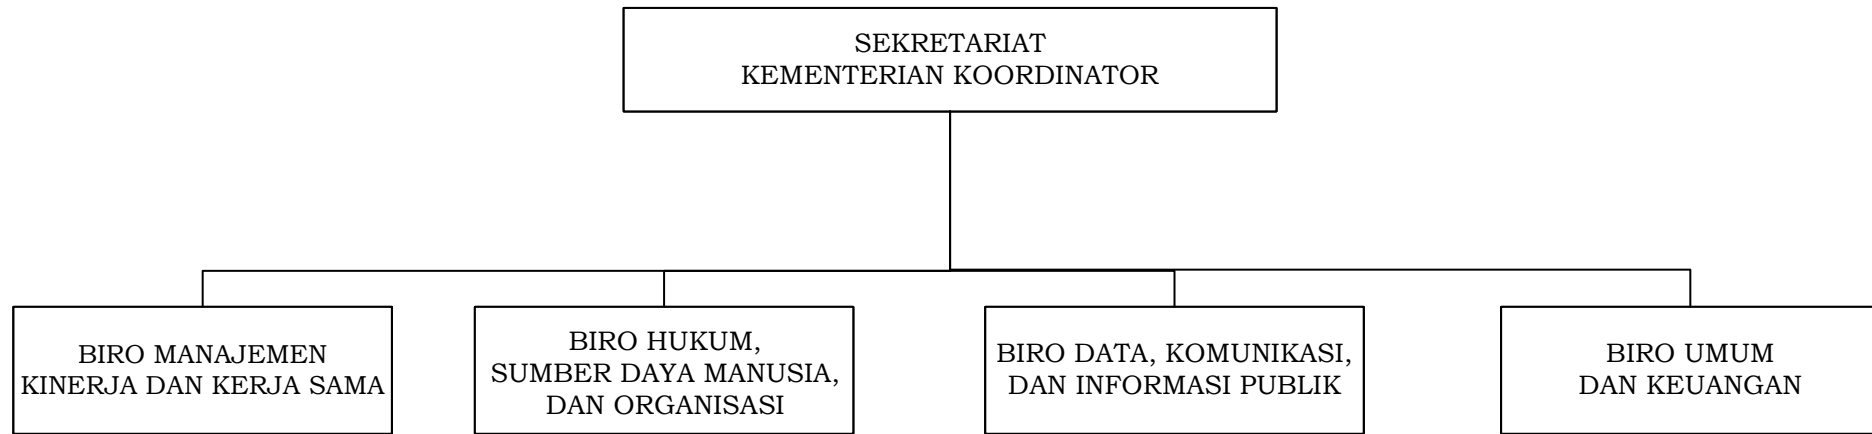 SEKRETARIAT
KEMENTERIAN KOORDINATOR
BIRO MANAJEMEN
KINERJA DAN KERJA SAMA
BIRO HUKUM,
SUMBER DAYA MANUSIA,
DAN ORGANISASI
BIRO DATA, KOMUNIKASI,
DAN INFORMASI PUBLIK
BIRO UMUM
DAN KEUANGAN